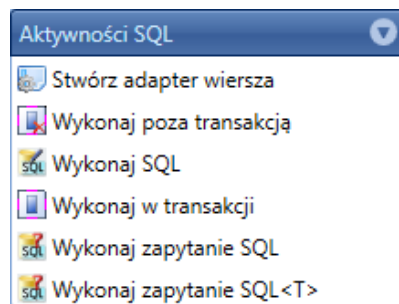 Aktywności SQL
Stwórz adapter wiersza
Wykonaj poza transakcją
Wykonaj SQL
Wykonaj w transakcji
Wykonaj zapytanie SQL
Wykonaj zapytanie SQL<T>